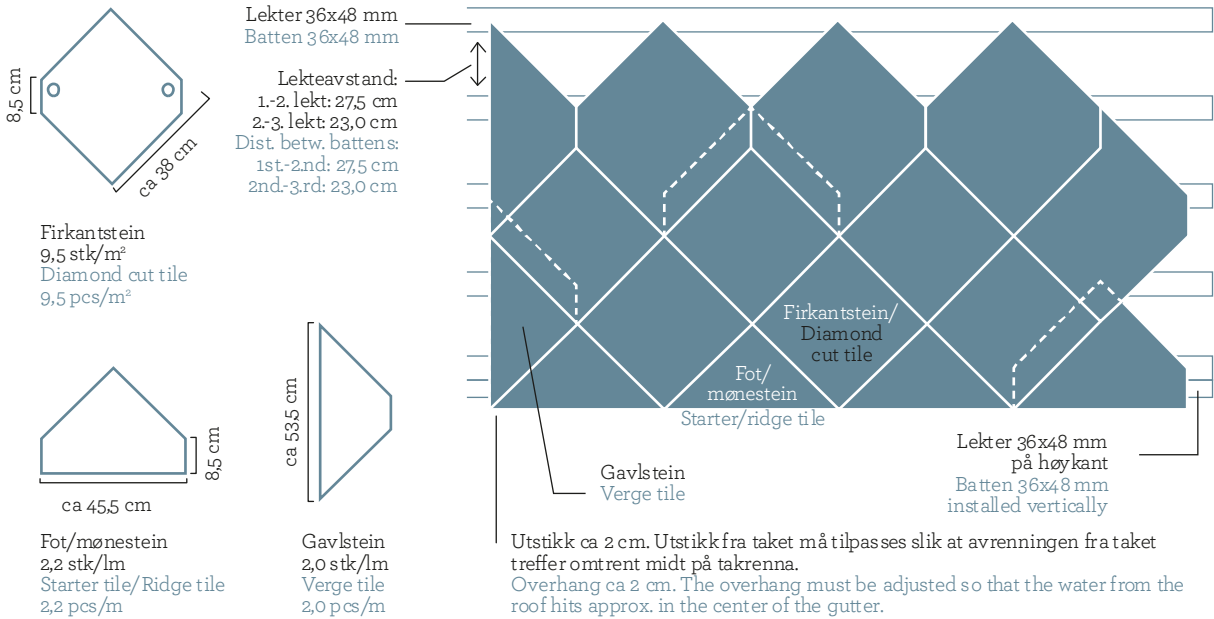 8,5 cm
ca 38 cm
Firkantstein
9,5 stk/m²
Diamond cut tile
9,5 pcs/m²
Lekter 36x48 mm
Batten 36x48 mm
Lekteavstand:
1.-2. lekt: 27,5 cm
2.-3. lekt: 23,0 cm
Dist. betw. battens:
1st.-2.nd: 27,5 cm
2nd.-3.rd: 23,0 cm
8,5 cm
ca 45,5 cm
Fot/mønestein
2,2 stk/lm
Starter tile/Ridge tile
2,2 pcs/m
ca 53,5 cm
Gavlstein
2,0 stk/lm
Verge tile
2,0 pcs/m
Firkantstein/
Diamond
cut tile
Fot/
mønestein
Starter/ridge tile
Gavlstein
Verge tile
Lekter 36x48 mm
på høykant
Batten 36x48 mm
installed vertically
Utstikk ca 2 cm. Utstikk fra taket må tilpasses slik at avrenningen fra taket
treffer omtrent midt på takrenna.
Overhang ca 2 cm. The overhang must be adjusted so that the water from the
roof hits approx. in the center of the gutter.